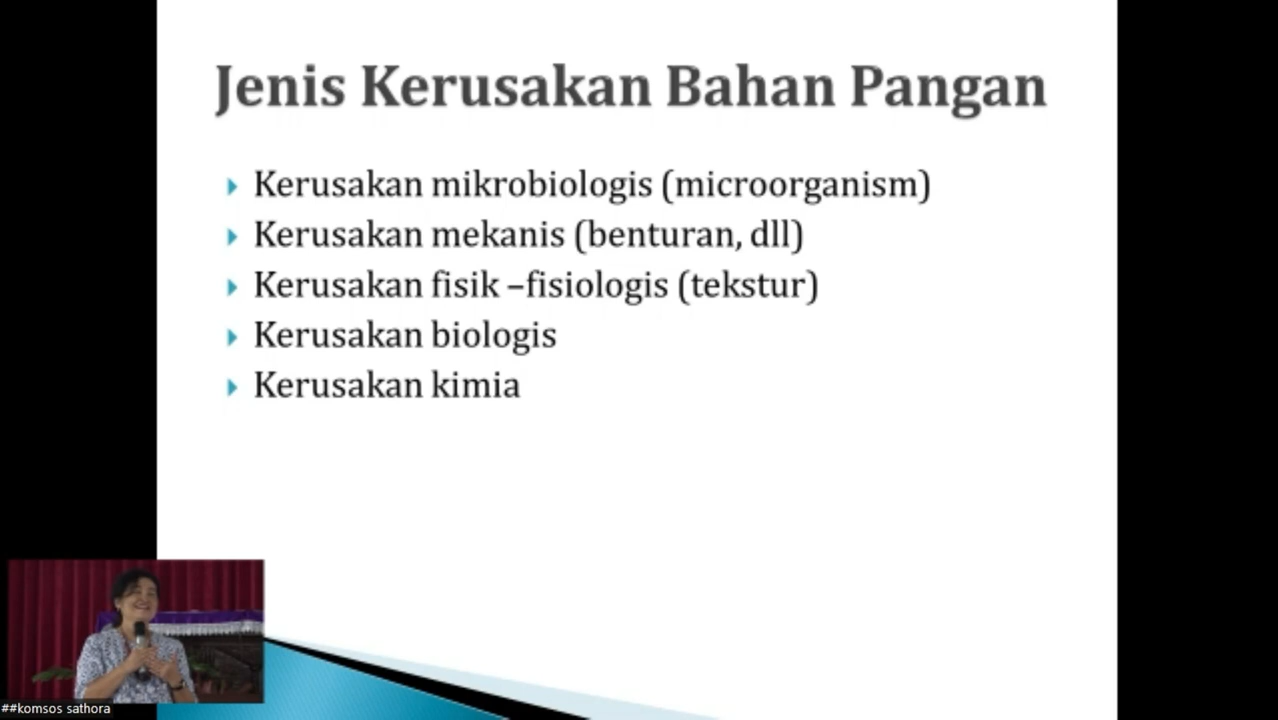 Jenis Kerusakan Bahan Pangan
Kerusakan mikrobiologis (microorganism)
Kerusakan mekanis (benturan, dll)
Kerusakan fisik –fisiologis (tekstur)
Kerusakan biologis
Kerusakan kimia
##komsos sathora